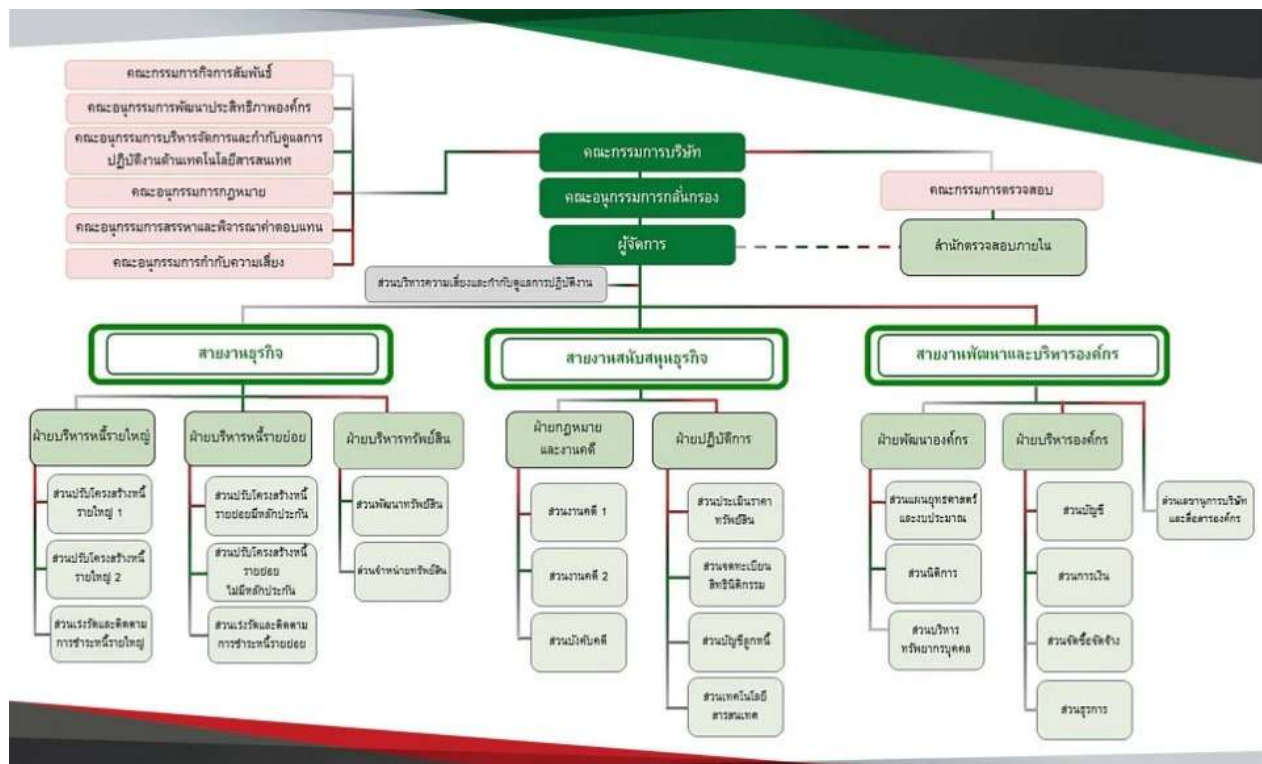 คณะกรรมการกิจการสัมพันธ์
คณะอนุกรรมการพัฒนาประสิทธิภาพองค์กร
คณะอนุกรรมการบริหารจัดการและกำกับดูแลการ
ปฏิบัติงานด้านเทคโนโลยีสารสนเทศ
คณะอนุกรรมการกฎหมาย
คณะอนุกรรมการสรรหาและพิจารณาค่าตอบแทน
คณะอนุกรรมการกำกับความเสี่ยง
คณะกรรมการบริษัท
คณะอนุกรรมการกลั่นกรอง
ผู้จัดการ
คณะกรรมการตรวจสอบ
สำนักตรวจสอบภายใน
ส่วนบริหารความเสี่ยงและกำกับดูแลการปฏิบัติงาน
สายงานธุรกิจ
ฝ่ายบริหารหนี้รายใหญ่
ส่วนปรับโครงสร้างหนี้
รายใหญ่ 1
ส่วนปรับโครงสร้างหนี้
รายใหญ่ 2
ส่วนเร่งรัดและติดตาม
การชำระหนี้รายใหญ่
ฝ่ายบริหารหนี้รายย่อย
ส่วนปรับโครงสร้างหนี้
รายย่อยมีหลักประกัน
ส่วนปรับโครงสร้างหนี้
รายย่อย
ไม่มีหลักประกัน
ส่วนเร่งรัดและติดตาม
การชำระหนี้รายย่อย
ฝ่ายบริหารทรัพย์สิน
ส่วนพัฒนาทรัพย์สิน
ส่วนจำหน่ายทรัพย์สิน
สายงานสนับสนุนธุรกิจ
ฝ่ายกฎหมาย
และงานคดี
ส่วนงานคดี 1
ส่วนงานคดี 2
ส่วนบังคับคดี
ฝ่ายปฏิบัติการ
ส่วนประเมินราคา
ทรัพย์สิน
ส่วนจดทะเบียน
สิทธินิติกรรม
ส่วนบัญชีลูกหนี้
ส่วนเทคโนโลยี
สารสนเทศ
สายงานพัฒนาและบริหารองค์กร
ฝ่ายพัฒนาองค์กร
ส่วนแผนยุทธศาสตร์
และงบประมาณ
ส่วนนิติการ
ส่วนบริหาร
ทรัพยากรบุคคล
ฝ่ายบริหารองค์กร
ส่วนบัญชี
ส่วนการเงิน
ส่วนจัดซื้อจัดจ้าง
ส่วนธุรการ
ส่วนเลขานุการบริษัท
และสื่อสารองค์กร